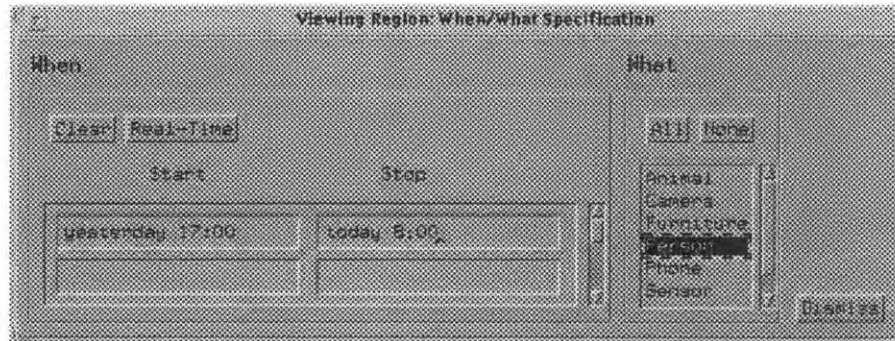 Viewing Region: When/What Specification
When
What
Clear Real-Time
All None
Start Stop
yesterday 17:00 today 8:00
Animal
Camera
Furniture
Person
Phone
Sensor
Dismiss